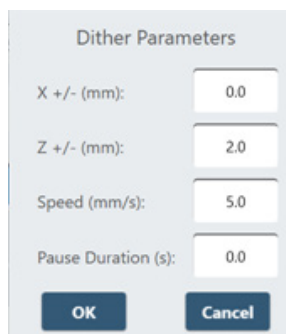 Dither Parameters
X +/- (mm): 0.0
Z +/- (mm): 2.0
Speed (mm/s): 5.0
Pause Duration (s): 0.0
OK Cancel